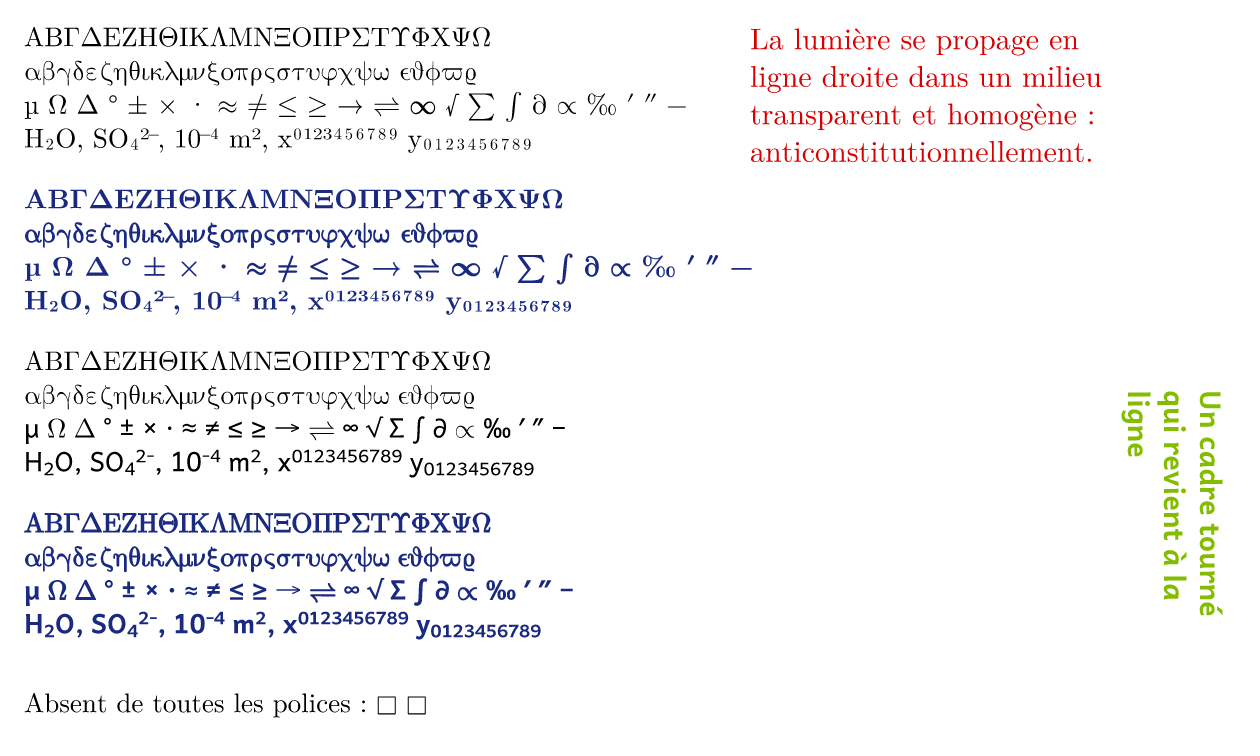 ΑΒΓΔΕΖΗΘΙΚΛΜΝΞΟΠΡΣΤΥΦΧΨΩ
αβγδεζηθικλμνξοπρςστυφχψω ϵϑϕϖϱ
µ Ω Δ ° ± × · ≈ ≠ ≤ ≥ → ⇌ ∞ √ ∑ ∫ ∂ ∝ ‰ ′ ″ −
H₂O, SO₄²⁻, 10⁻⁴ m², x⁰¹²³⁴⁵⁶⁷⁸⁹ y₀₁₂₃₄₅₆₇₈₉
ΑΒΓΔΕΖΗΘΙΚΛΜΝΞΟΠΡΣΤΥΦΧΨΩ
αβγδεζηθικλμνξοπρςστυφχψω ϵϑϕϖϱ
µ Ω Δ ° ± × · ≈ ≠ ≤ ≥ → ⇌ ∞ √ ∑ ∫ ∂ ∝ ‰ ′ ″ −
H₂O, SO₄²⁻, 10⁻⁴ m², x⁰¹²³⁴⁵⁶⁷⁸⁹ y₀₁₂₃₄₅₆₇₈₉
ΑΒΓΔΕΖΗΘΙΚΛΜΝΞΟΠΡΣΤΥΦΧΨΩ
αβγδεζηθικλμνξοπρςστυφχψω ϵϑϕϖϱ
µ Ω Δ ° ± × · ≈ ≠ ≤ ≥ → ⇌ ∞ √ ∑ ∫ ∂ ∝ ‰ ′ ″ −
H₂O, SO₄²⁻, 10⁻⁴ m², x⁰¹²³⁴⁵⁶⁷⁸⁹ y₀₁₂₃₄₅₆₇₈₉
ΑΒΓΔΕΖΗΘΙΚΛΜΝΞΟΠΡΣΤΥΦΧΨΩ
αβγδεζηθικλμνξοπρςστυφχψω ϵϑϕϖϱ
µ Ω Δ ° ± × · ≈ ≠ ≤ ≥ → ⇌ ∞ √ ∑ ∫ ∂ ∝ ‰ ′ ″ −
H₂O, SO₄²⁻, 10⁻⁴ m², x⁰¹²³⁴⁵⁶⁷⁸⁹ y₀₁₂₃₄₅₆₇₈₉
Absent de toutes les polices : □ □
La lumière se propage en
ligne droite dans un milieu
transparent et homogène :
anticonstitutionnellement.
Un cadre tourné
qui revient à la
ligne